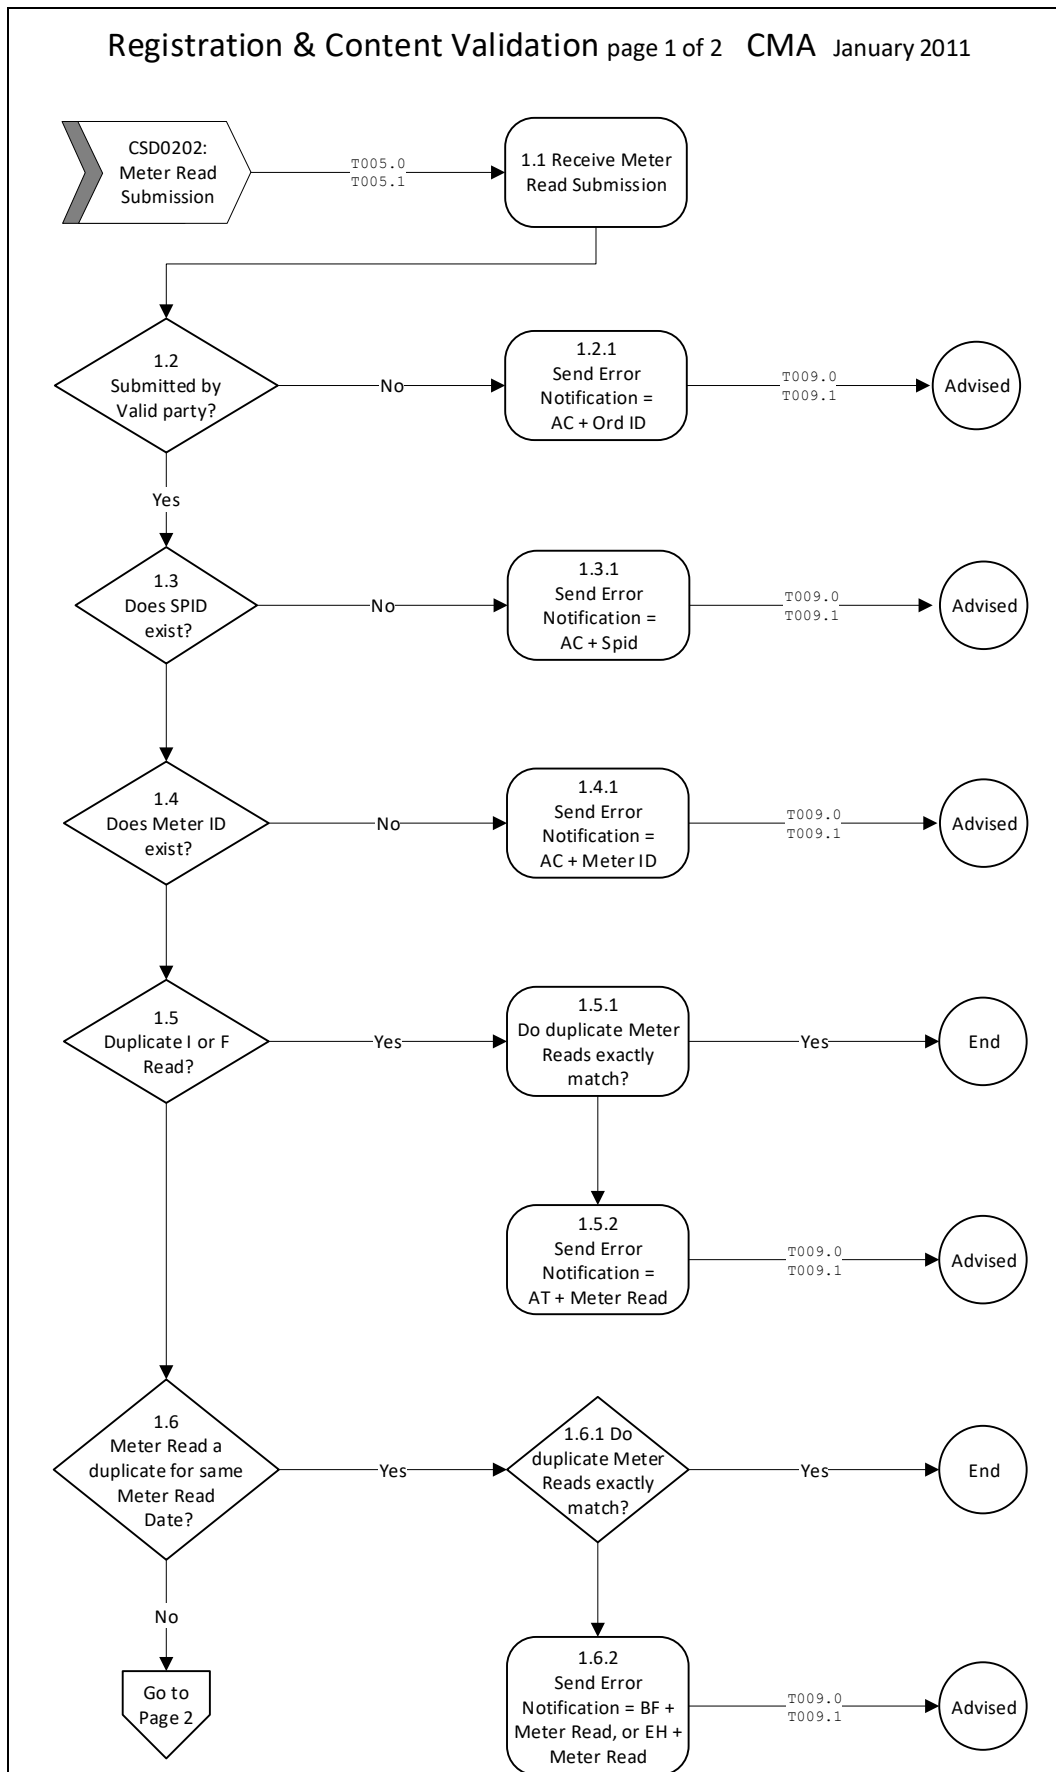 Registration & Content Validation page 1 of 2 CMA January 2011
CSD0202:
Meter Read
Submission
T005.0
T005.1
1.1 Receive Meter
Read Submission
1.2
Submitted by
Valid party?
No
1.2.1
Send Error
Notification =
AC + Ord ID
T009.0
T009.1
Advised
Yes
1.3
Does SPID
exist?
No
1.3.1
Send Error
Notification =
AC + Spid
T009.0
T009.1
Advised
1.4
Does Meter ID
exist?
No
1.4.1
Send Error
Notification =
AC + Meter ID
T009.0
T009.1
Advised
1.5
Duplicate I or F
Read?
Yes
1.5.1
Do duplicate Meter
Reads exactly
match?
Yes
End
1.5.2
Send Error
Notification =
AT + Meter Read
T009.0
T009.1
Advised
1.6
Meter Read a
duplicate for same
Meter Read
Date?
Yes
1.6.1 Do
duplicate Meter
Reads exactly
match?
Yes
End
No
Go to
Page 2
1.6.2
Send Error
Notification = BF +
Meter Read, or EH +
Meter Read
T009.0
T009.1
Advised